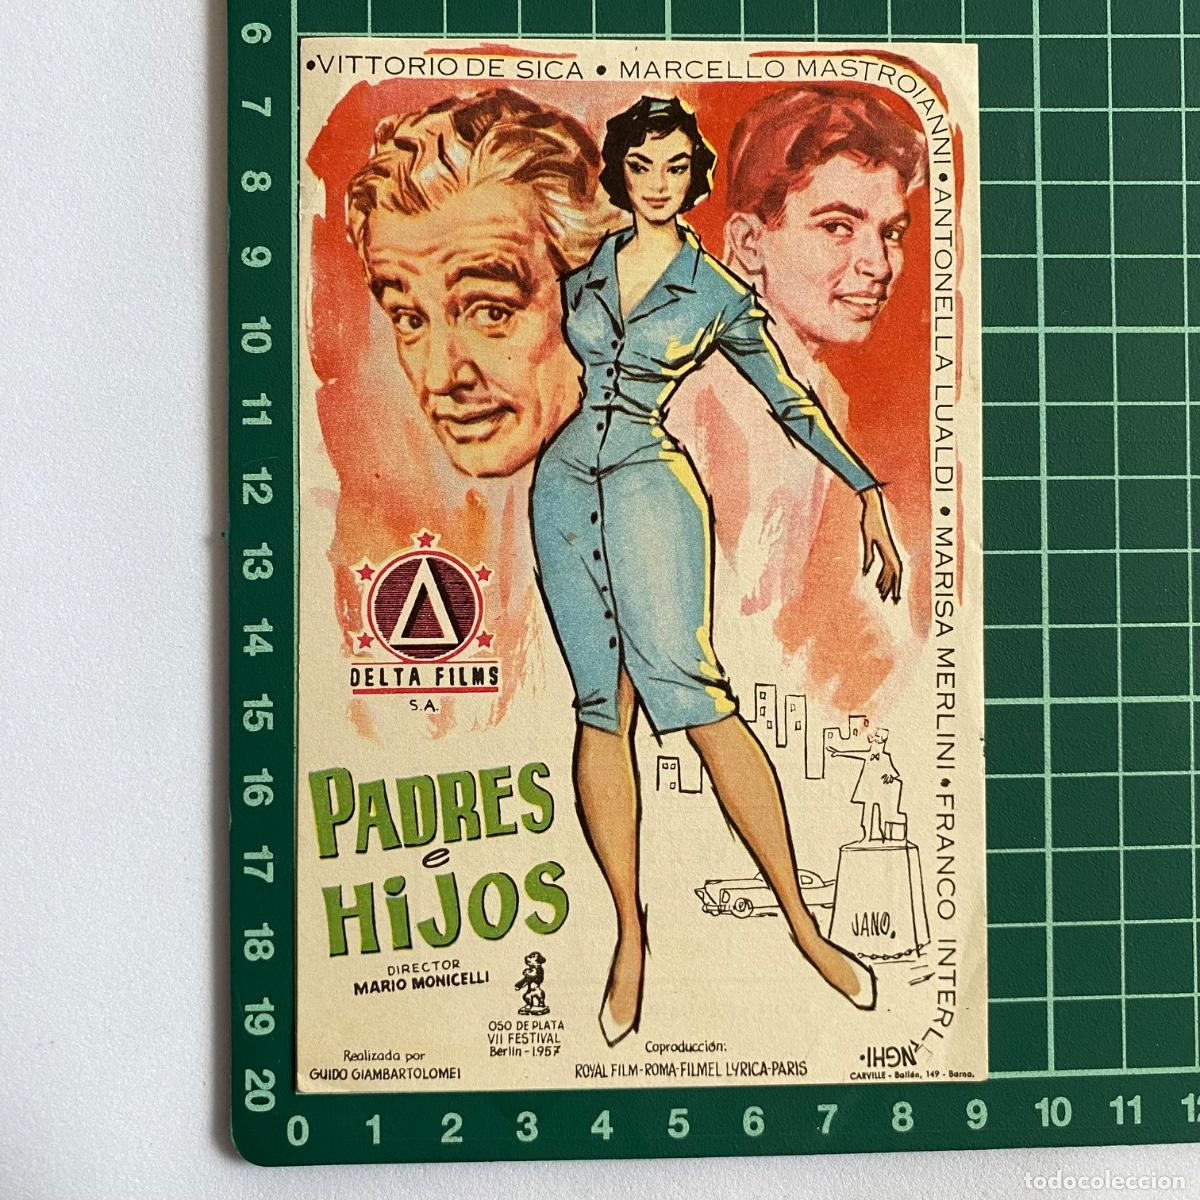 •VITTORIO DE SICA • MARCELLO MASTROIANNI • ANTONELLA LUALDI • MARISA MERLINI • FRANCO INTERLENGHI•
DELTA FILMS
S.A.
PADRES
e
HiJOS
DIRECTOR
MARIO MONICELLI
OSO DE PLATA
VII FESTIVAL
Berlin - 1957
JANO.
Realizada por
GUIDO GIAMBARTOLOMEI
Coproducción:
ROYAL FILM-ROMA-FILMEL LYRICA-PARIS
CARVILLE - Bailén, 149 - Barna.
6
7
8
9
10
11
12
13
14
15
16
17
18
19
20
0 1 2 3 4 5 6 7 8 9 10 11 12
todocoleccion